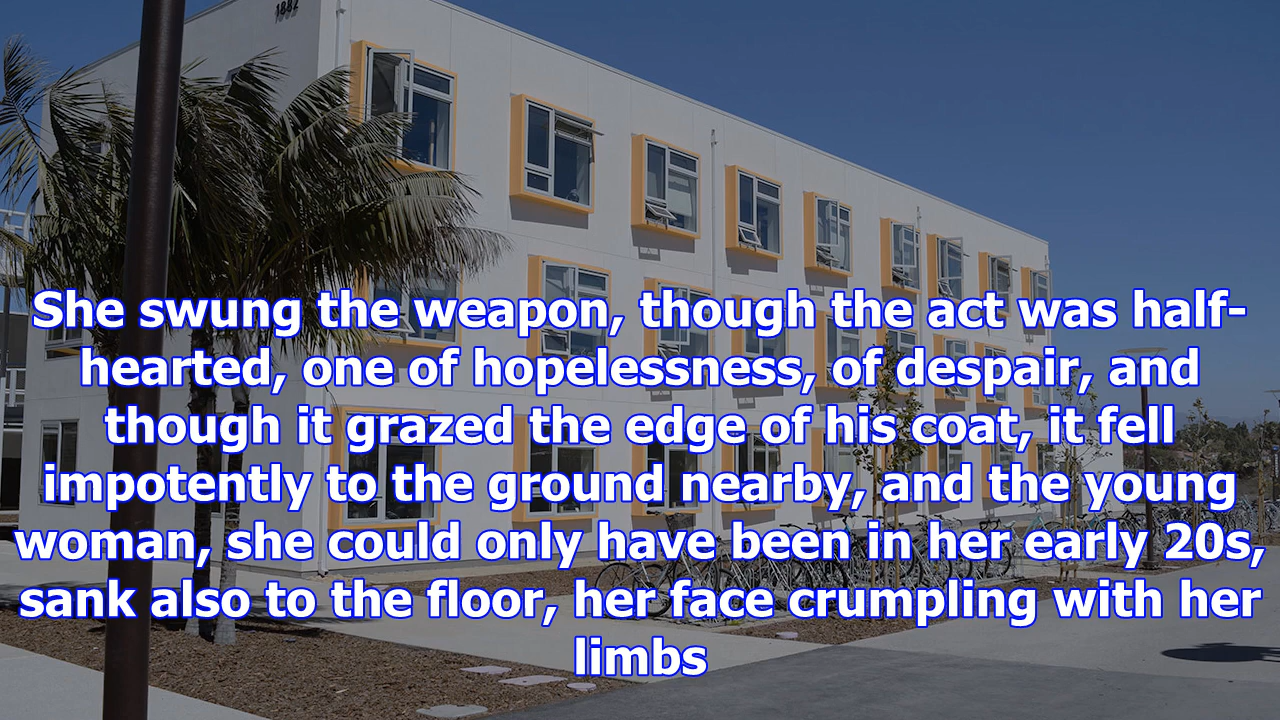 1882
She swung the weapon, though the act was half-
hearted, one of hopelessness, of despair, and
though it grazed the edge of his coat, it fell
impotently to the ground nearby, and the young
woman, she could only have been in her early 20s,
sank also to the floor, her face crumpling with her
limbs